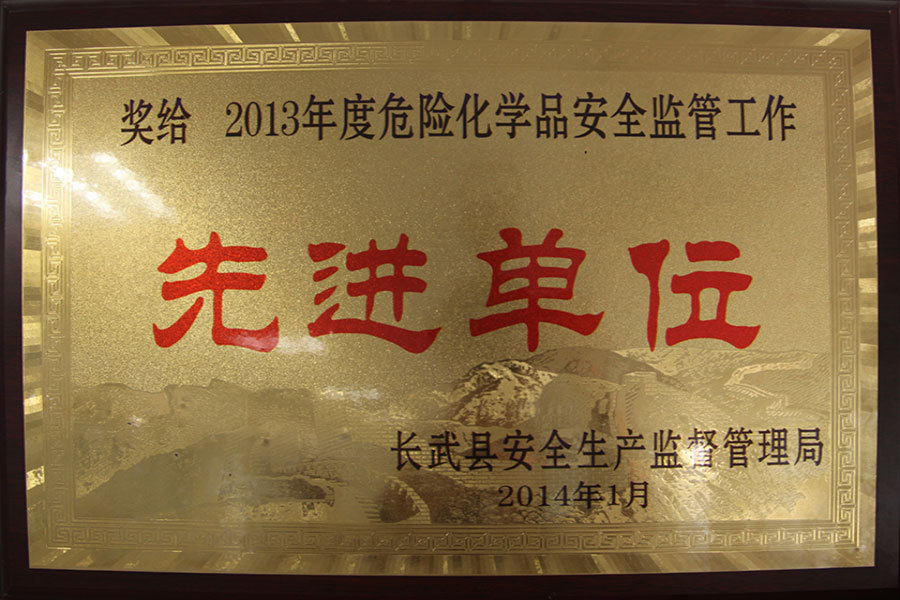 奖给 2013年度危险化学品安全监管工作
先进单位
长武县安全生产监督管理局
2014年1月